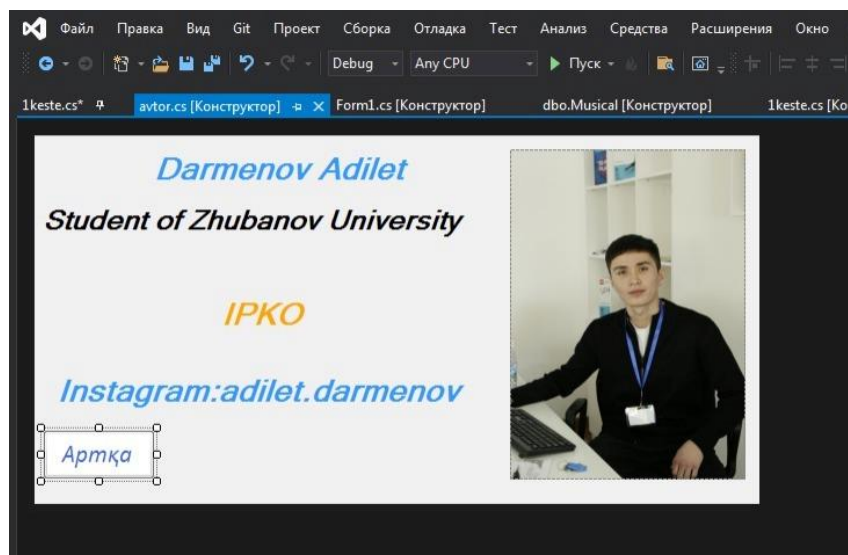 Файл Правка Вид Git Проект Сборка Отладка Тест Анализ Средства Расширения Окно
Debug Any CPU Пуск
1keste.cs* avtor.cs [Конструктор] Form1.cs [Конструктор] dbo.Musical [Конструктор] 1keste.cs [Ко
Darmenov Adilet
Student of Zhubanov University
IPKO
Instagram:adilet.darmenov
Артқа